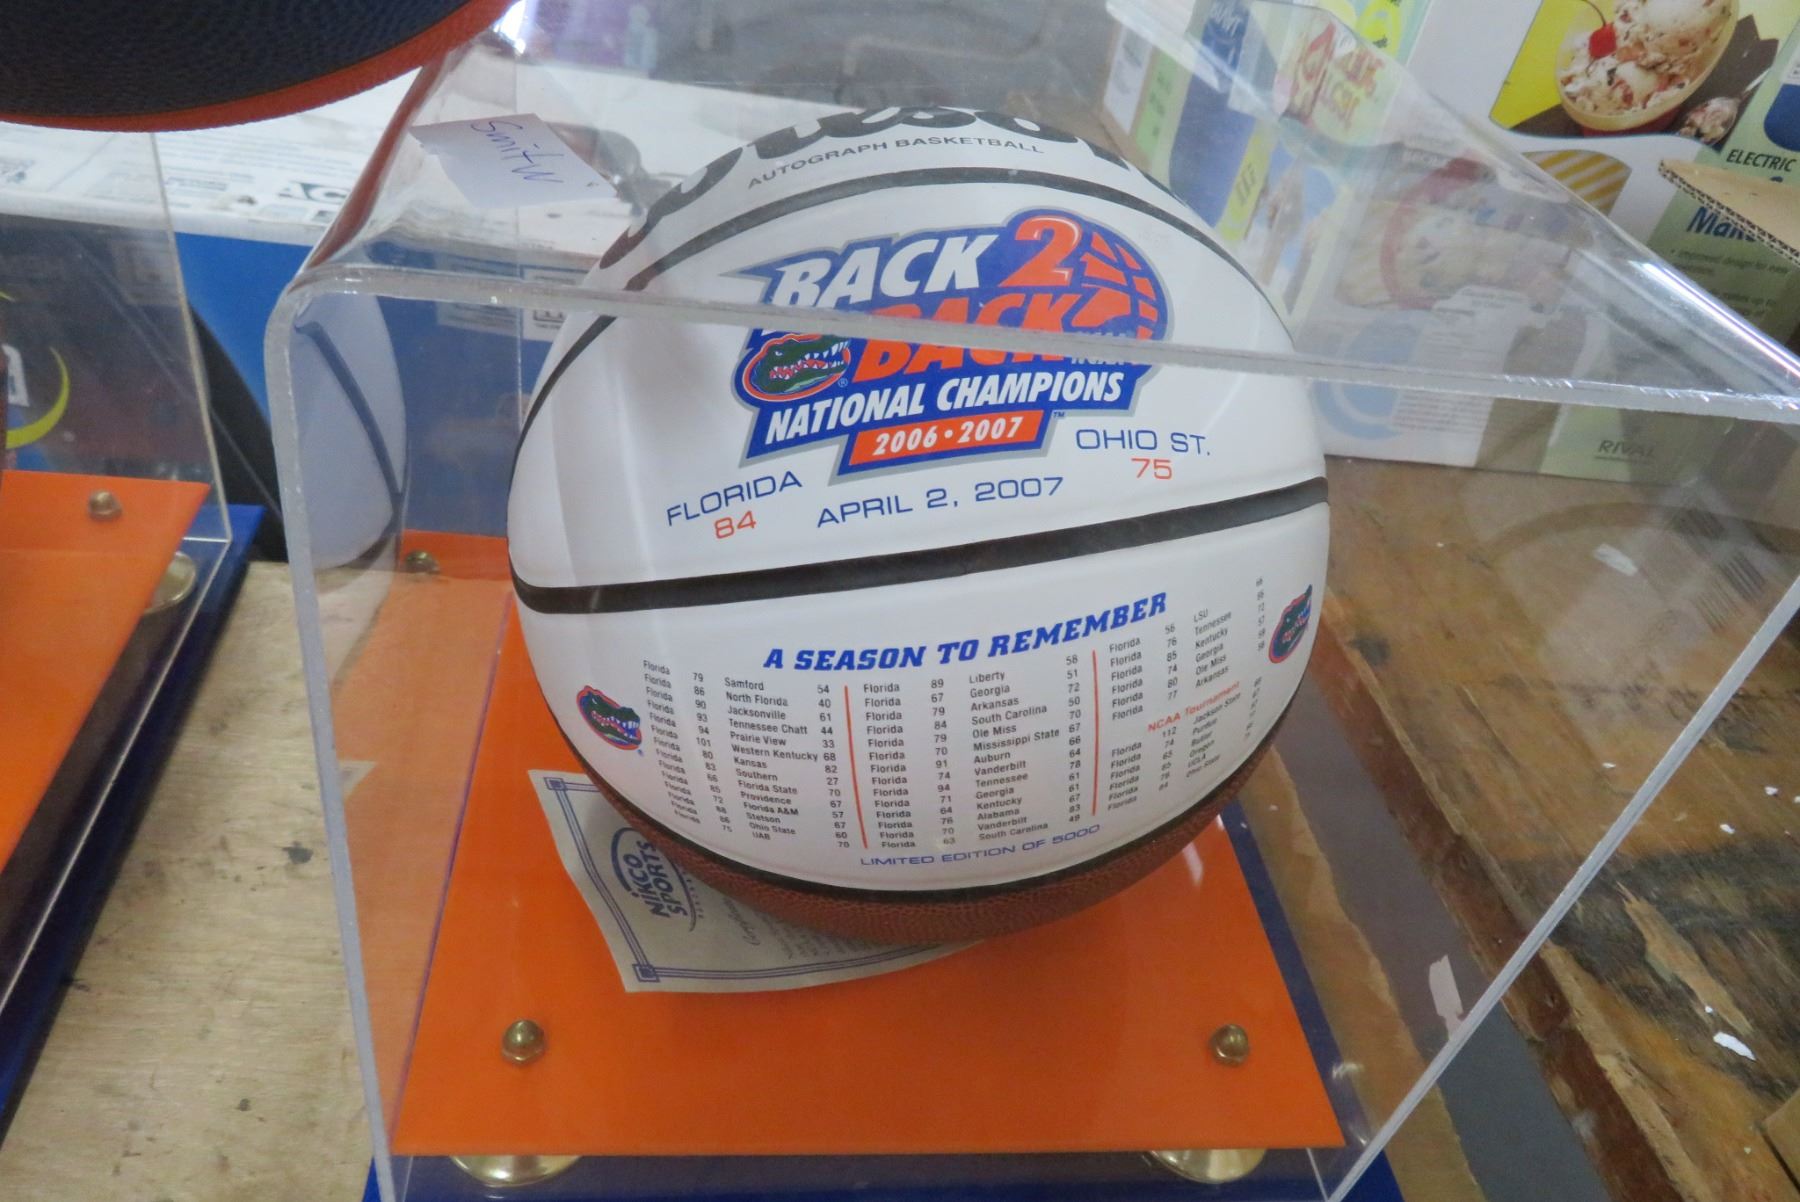 Smith
Wilson
AUTOGRAPH BASKETBALL
BACK 2
BACK
NCAA
NATIONAL CHAMPIONS
2006 • 2007
FLORIDA
84
APRIL 2, 2007
OHIO ST.
75
A SEASON TO REMEMBER
Florida 79 Samford 54
Florida 86 North Florida 40
Florida 90 Jacksonville 61
Florida 93 Tennessee Chatt 44
Florida 94 Prairie View 33
Florida 101 Western Kentucky 68
Florida 80 Kansas 82
Florida 83 Southern 27
Florida 66 Florida State 70
Florida 85 Providence 67
Florida 72 Florida A&M 57
Florida 88 Stetson 67
Florida 86 Ohio State 60
Florida 75 UAB 70
Florida 89 Liberty 58
Florida 67 Georgia 51
Florida 79 Arkansas 72
Florida 84 South Carolina 50
Florida 79 Ole Miss 70
Florida 70 Mississippi State 67
Florida 91 Auburn 66
Florida 74 Vanderbilt 64
Florida 94 Tennessee 78
Florida 71 Georgia 61
Florida 64 Kentucky 61
Florida 76 Alabama 67
Florida 70 Vanderbilt 83
Florida 63 South Carolina 49
Florida 56 LSU 66
Florida 76 Tennessee
Florida 85 Kentucky 72
Florida 74 Georgia 57
Florida 80 Ole Miss
Florida 77 Arkansas
NCAA Tournament
Florida 112 Jackson State
Florida 74 Purdue
Florida 65 Butler
Florida 85 Oregon
Florida 76 UCLA
Florida 84 Ohio State
LIMITED EDITION OF 5000
NIKCO
SPORTS
ELECTRIC
RIVAL